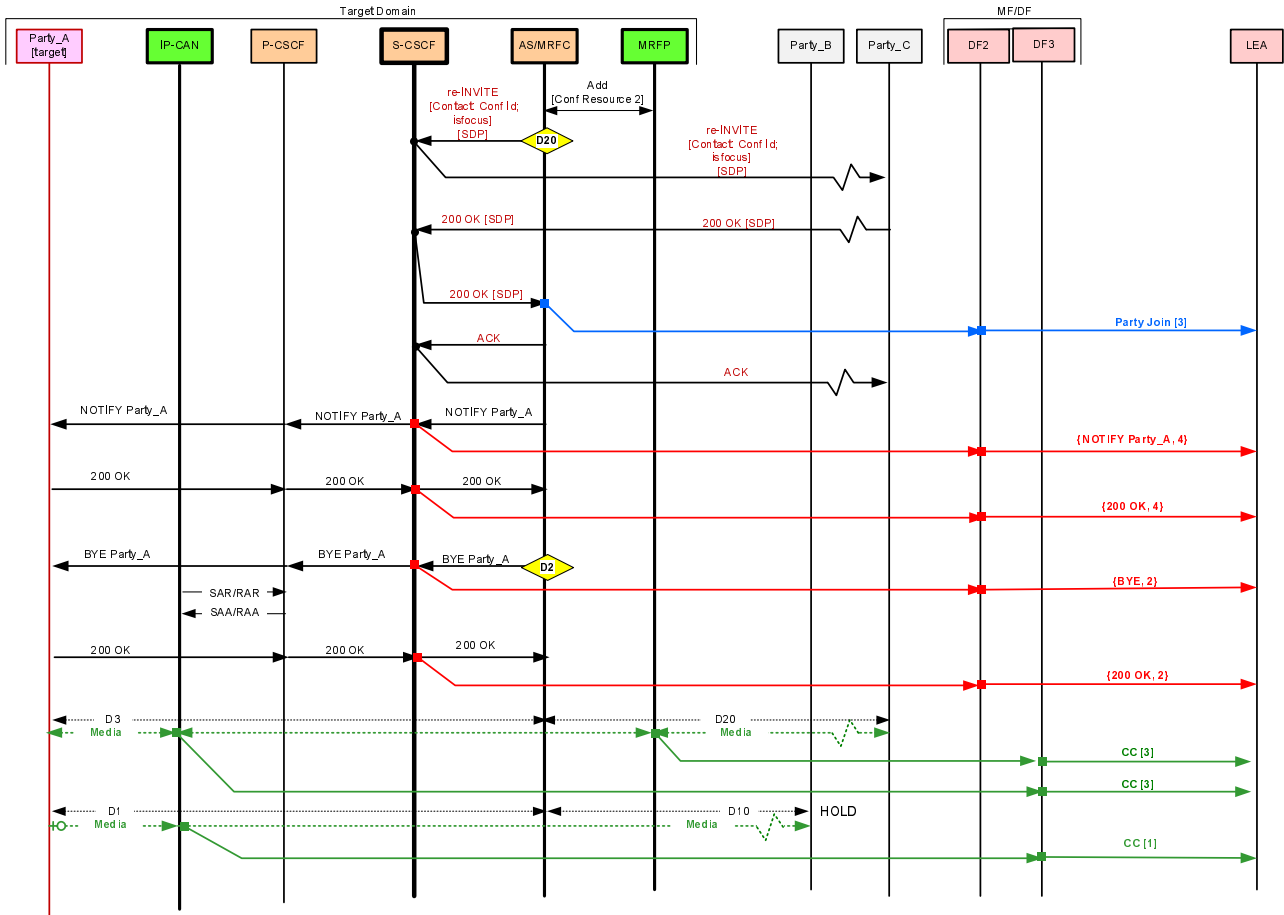 Target Domain
MF/DF
Party_A
[target]
IP-CAN
P-CSCF
S-CSCF
AS/MRFC
MRFP
Party_B
Party_C
DF2
DF3
LEA
Add
[Conf Resource 2]
re-INVITE
[Contact: Conf Id;
isfocus]
[SDP]
D20
re-INVITE
[Contact: Conf Id;
isfocus]
[SDP]
200 OK [SDP]
200 OK [SDP]
200 OK [SDP]
Party Join [3]
ACK
ACK
NOTIFY Party_A
NOTIFY Party_A
NOTIFY Party_A
{NOTIFY Party_A, 4}
200 OK
200 OK
200 OK
{200 OK, 4}
BYE Party_A
BYE Party_A
BYE Party_A
D2
{BYE, 2}
SAR/RAR
SAA/RAA
200 OK
200 OK
200 OK
{200 OK, 2}
D3
D20
Media
Media
CC [3]
CC [3]
D1
D10
HOLD
Media
Media
CC [1]